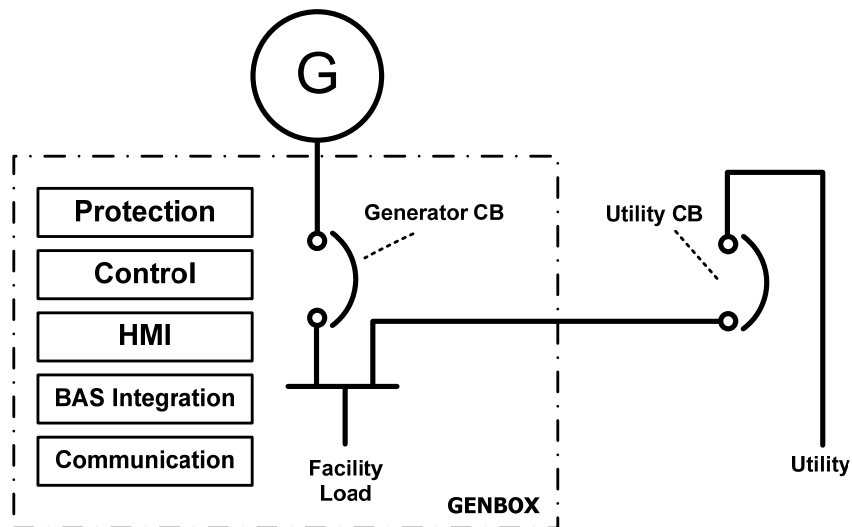 G
Protection
Control
HMI
BAS Integration
Communication
Generator CB
Utility CB
Facility
Load
GENBOX
Utility